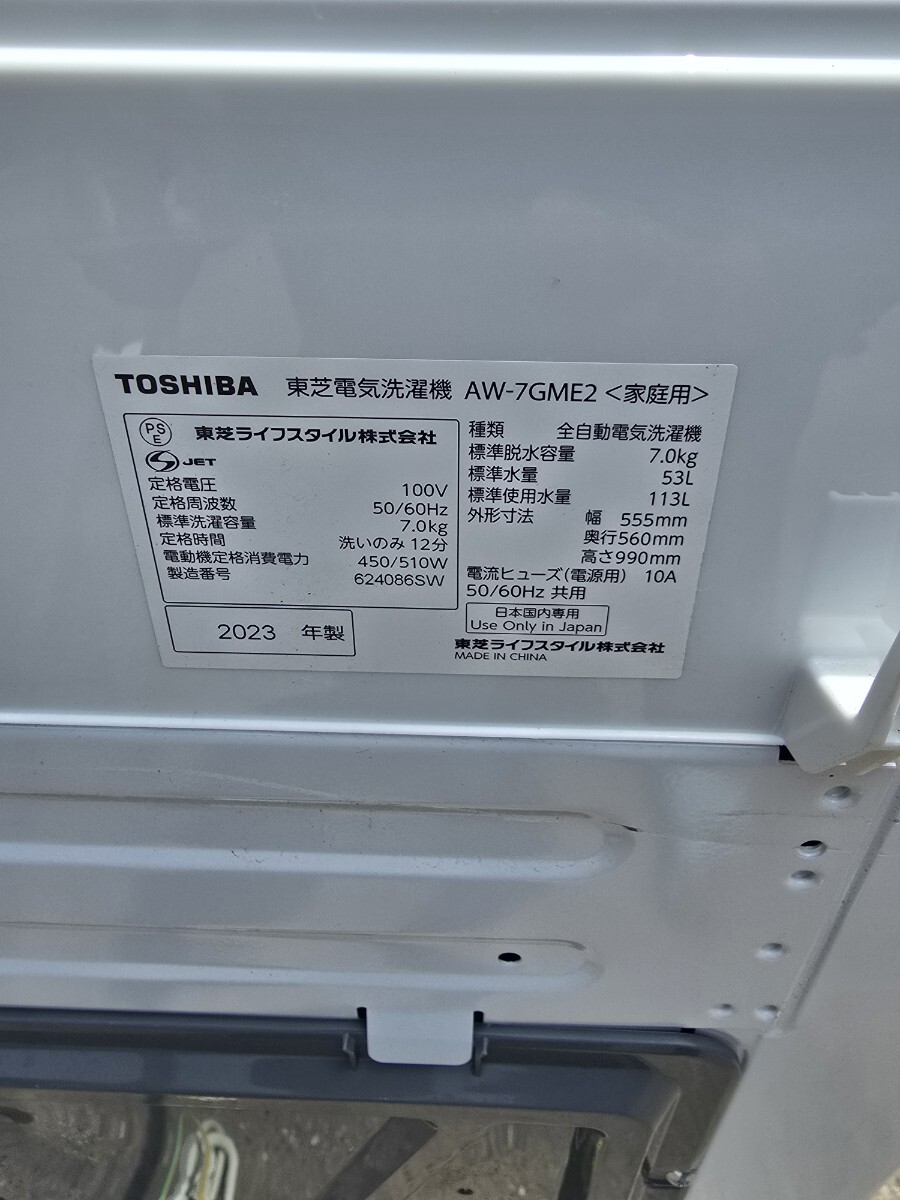 TOSHIBA 東芝電気洗濯機 AW-7GME2 <家庭用>
PS E 東芝ライフスタイル株式会社
S JET
定格電圧 100V
定格周波数 50/60Hz
標準洗濯容量 7.0kg
定格時間 洗いのみ 12分
電動機定格消費電力 450/510W
製造番号 624086SW
2023 年製
種類 全自動電気洗濯機
標準脱水容量 7.0kg
標準水量 53L
標準使用水量 113L
外形寸法 幅 555mm
奥行560mm
高さ990mm
電流ヒューズ(電源用) 10A
50/60Hz 共用
日本国内専用
Use Only in Japan
東芝ライフスタイル株式会社
MADE IN CHINA